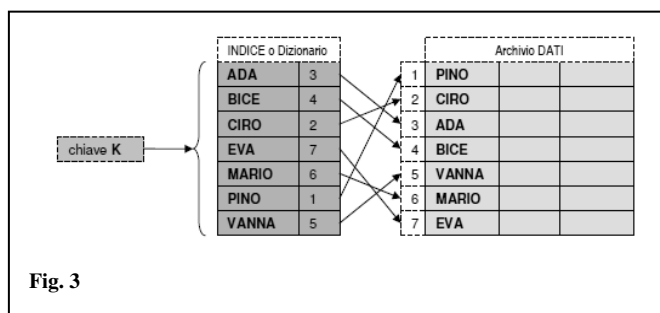 INDICE o Dizionario Archivio DATI
ADA 3 1 PINO
BICE 4 2 CIRO
CIRO 2 3 ADA
chiave K EVA 7 4 BICE
MARIO 6 5 VANNA
PINO 1 6 MARIO
VANNA 5 7 EVA
Fig. 3